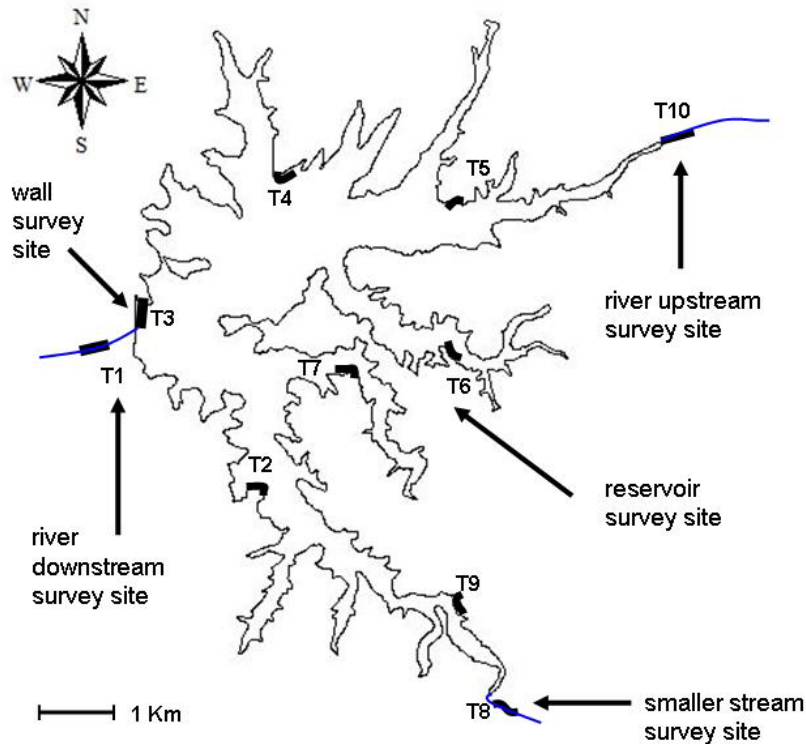 N
W
E
S
T10
T5
T4
wall
survey
site
T3
river upstream
survey site
T1
T7
T6
T2
reservoir
survey site
river
downstream
survey site
T9
T8
smaller stream
survey site
1 Km